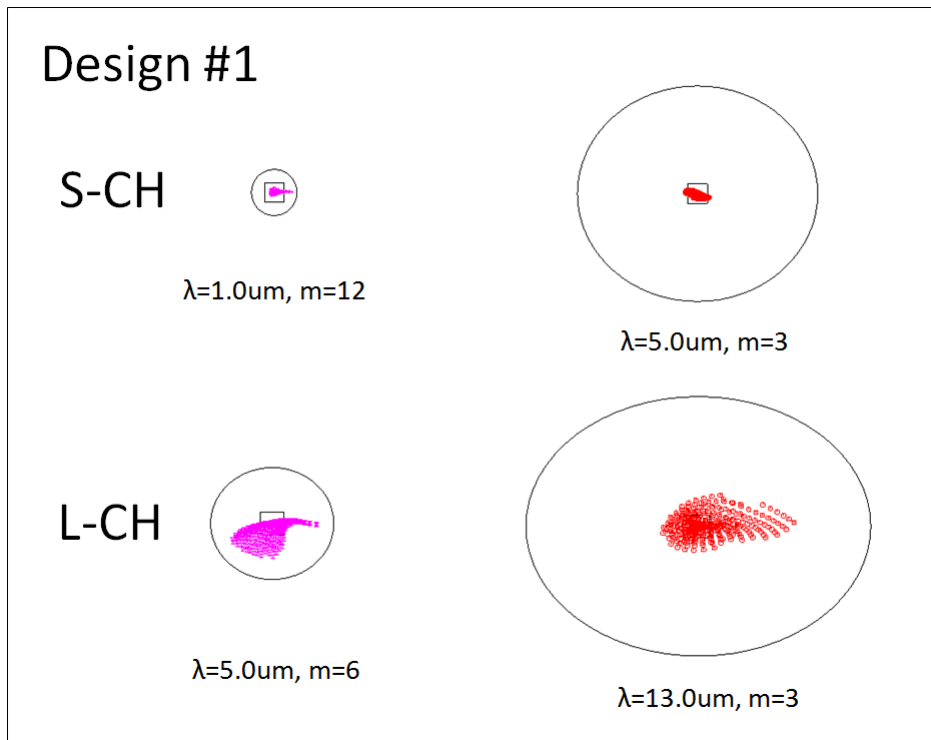 Design #1
S-CH
λ=1.0um, m=12
λ=5.0um, m=3
L-CH
λ=5.0um, m=6
λ=13.0um, m=3